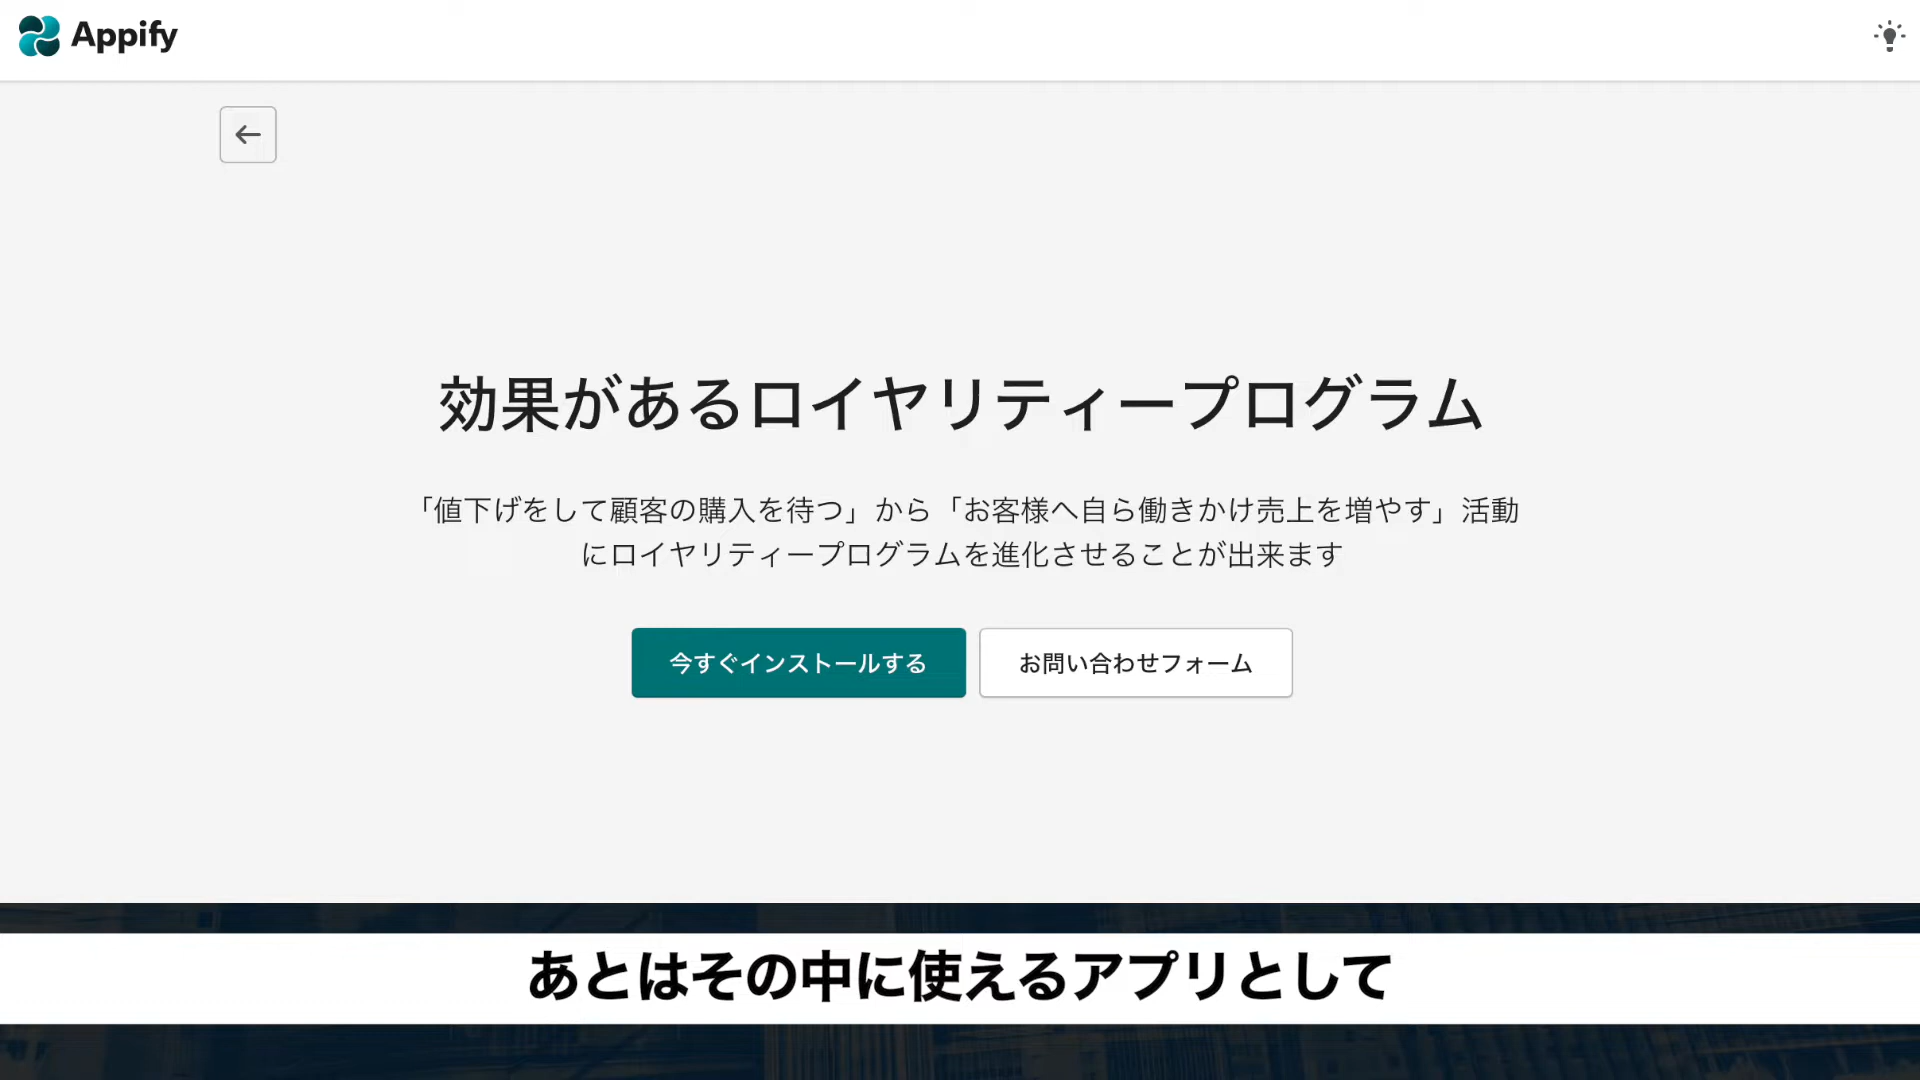 Appify
効果があるロイヤリティープログラム
「値下げをして顧客の購入を待つ」から「お客様へ自ら働きかけ売上を増やす」活動
にロイヤリティープログラムを進化させることが出来ます
今すぐインストールする
お問い合わせフォーム
あとはその中に使えるアプリとして